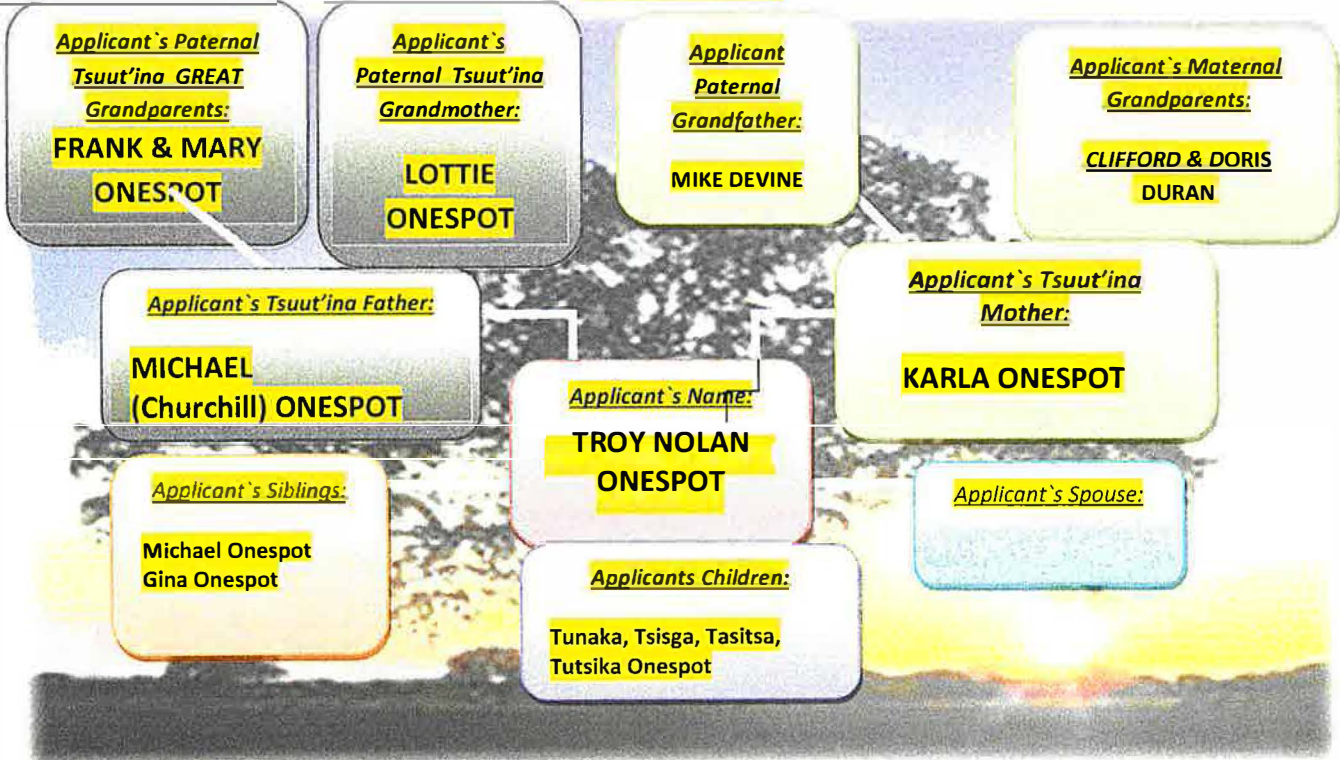 Applicant`s Paternal
Tsuut'ina GREAT
Grandparents:
FRANK & MARY
ONESPOT
Applicant`s
Paternal Tsuut'ina
Grandmother:
LOTTIE
ONESPOT
Applicant
Paternal
Grandfather:
MIKE DEVINE
Applicant`s Maternal
Grandparents:
CLIFFORD & DORIS
DURAN
Applicant`s Tsuut'ina Father:
MICHAEL
(Churchill) ONESPOT
Applicant`s Tsuut'ina
Mother:
KARLA ONESPOT
Applicant`s Name:
TROY NOLAN
ONESPOT
Applicant`s Siblings:
Michael Onespot
Gina Onespot
Applicant`s Spouse:
Applicants Children:
Tunaka, Tsisga, Tasitsa,
Tutsika Onespot